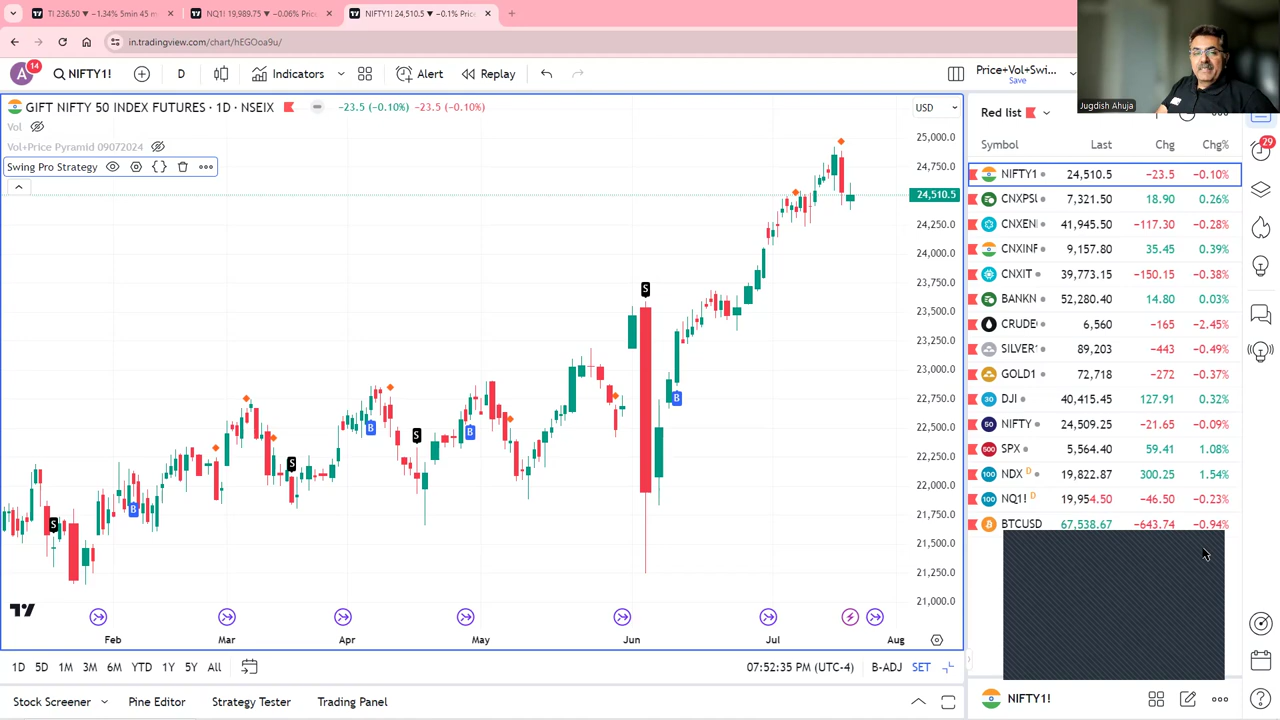 TI 236.50 ▼ −1.34% 5min 45 m
NQ1! 19,989.75 ▼ −0.06% Price
NIFTY1! 24,510.5 ▼ −0.1% Price
in.tradingview.com/chart/hEGOoa9u/
A 14 NIFTY1! D Indicators Alert Replay Price+Vol+Swi...
Save
Jugdish Ahuja
GIFT NIFTY 50 INDEX FUTURES · 1D · NSEIX −23.5 (−0.10%) −23.5 (−0.10%) USD
Vol
Vol+Price Pyramid 09072024
Swing Pro Strategy
25,000.0
24,750.0
24,510.5
24,250.0
24,000.0
23,750.0
23,500.0
23,250.0
23,000.0
22,750.0
22,500.0
22,250.0
22,000.0
21,750.0
21,500.0
21,250.0
21,000.0
S
B
S
B
S
B
S
B
Feb Mar Apr May Jun Jul Aug
1D 5D 1M 3M 6M YTD 1Y 5Y All 07:52:35 PM (UTC-4) B-ADJ SET
Stock Screener Pine Editor Strategy Tester Trading Panel
Red list
Symbol Last Chg Chg%
NIFTY1 24,510.5 −23.5 −0.10%
CNXPSU 7,321.50 18.90 0.26%
CNXEN 41,945.50 −117.30 −0.28%
CNXINF 9,157.80 35.45 0.39%
CNXIT 39,773.15 −150.15 −0.38%
BANKN 52,280.40 14.80 0.03%
CRUDE 6,560 −165 −2.45%
SILVER1 89,203 −443 −0.49%
GOLD1 72,718 −272 −0.37%
30 DJI 40,415.45 127.91 0.32%
50 NIFTY 24,509.25 −21.65 −0.09%
500 SPX 5,564.40 59.41 1.08%
100 NDX D 19,822.87 300.25 1.54%
100 NQ1! D 19,954.50 −46.50 −0.23%
BTCUSD 67,538.67 −643.74 −0.94%
NIFTY1!
29